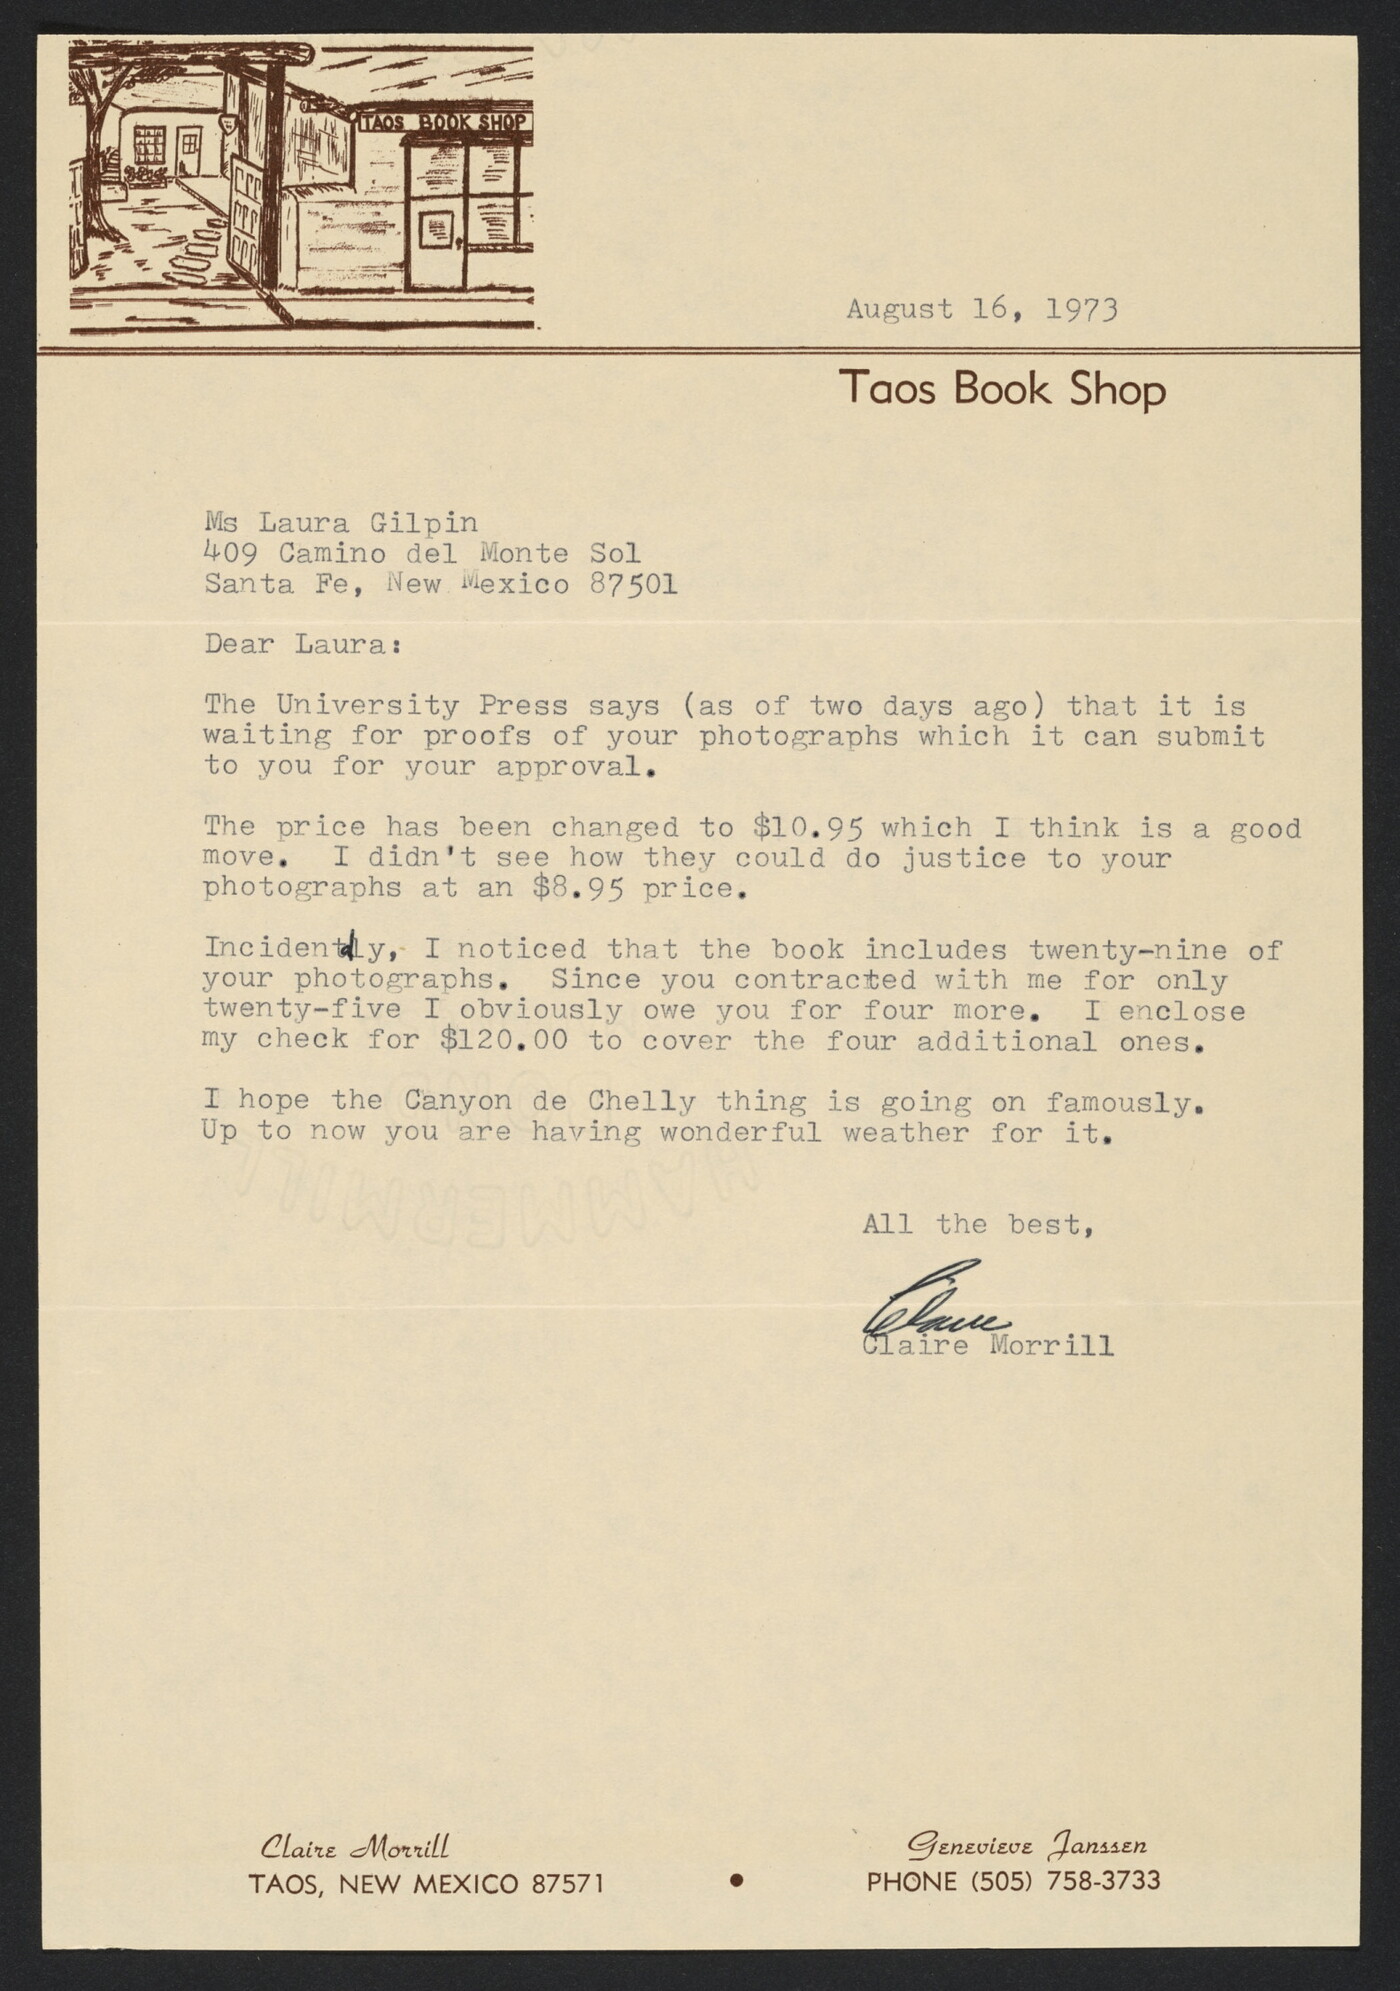 TAOS BOOK SHOP
August 16, 1973
Taos Book Shop
Ms Laura Gilpin
409 Camino del Monte Sol
Santa Fe, New Mexico 87501
Dear Laura:
The University Press says (as of two days ago) that it is
waiting for proofs of your photographs which it can submit
to you for your approval.
The price has been changed to $10.95 which I think is a good
move. I didn't see how they could do justice to your
photographs at an $8.95 price.
Incidently, I noticed that the book includes twenty-nine of
your photographs. Since you contracted with me for only
twenty-five I obviously owe you for four more. I enclose
my check for $120.00 to cover the four additional ones.
I hope the Canyon de Chelly thing is going on famously.
Up to now you are having wonderful weather for it.
HAMMERMILL
All the best,
Claire
Claire Morrill
Claire Morrill
Genevieve Janssen
TAOS, NEW MEXICO 87571 • PHONE (505) 758-3733